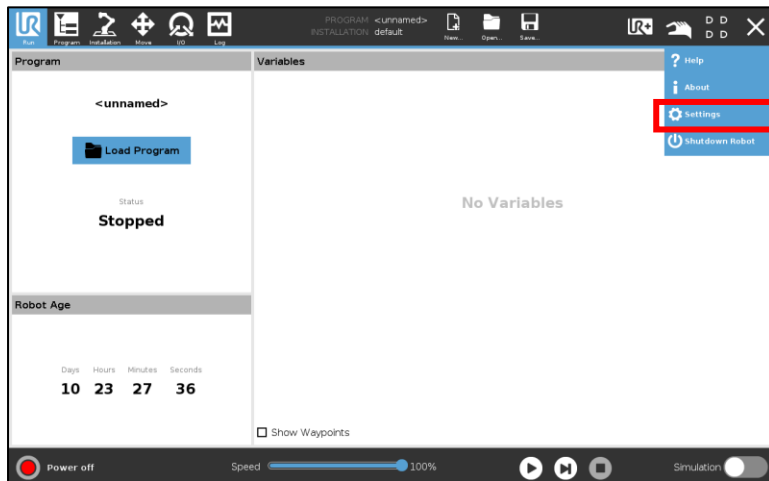 UR
Run
Program
Installation
Move
I/O
Log
PROGRAM <unnamed>
INSTALLATION default
New...
Open...
Save...
UR+
D D
D D
Program
Variables
? Help
i About
Settings
Shutdown Robot
<unnamed>
Load Program
Status
Stopped
No Variables
Robot Age
Days Hours Minutes Seconds
10 23 27 36
Show Waypoints
Power off
Speed 100%
Simulation